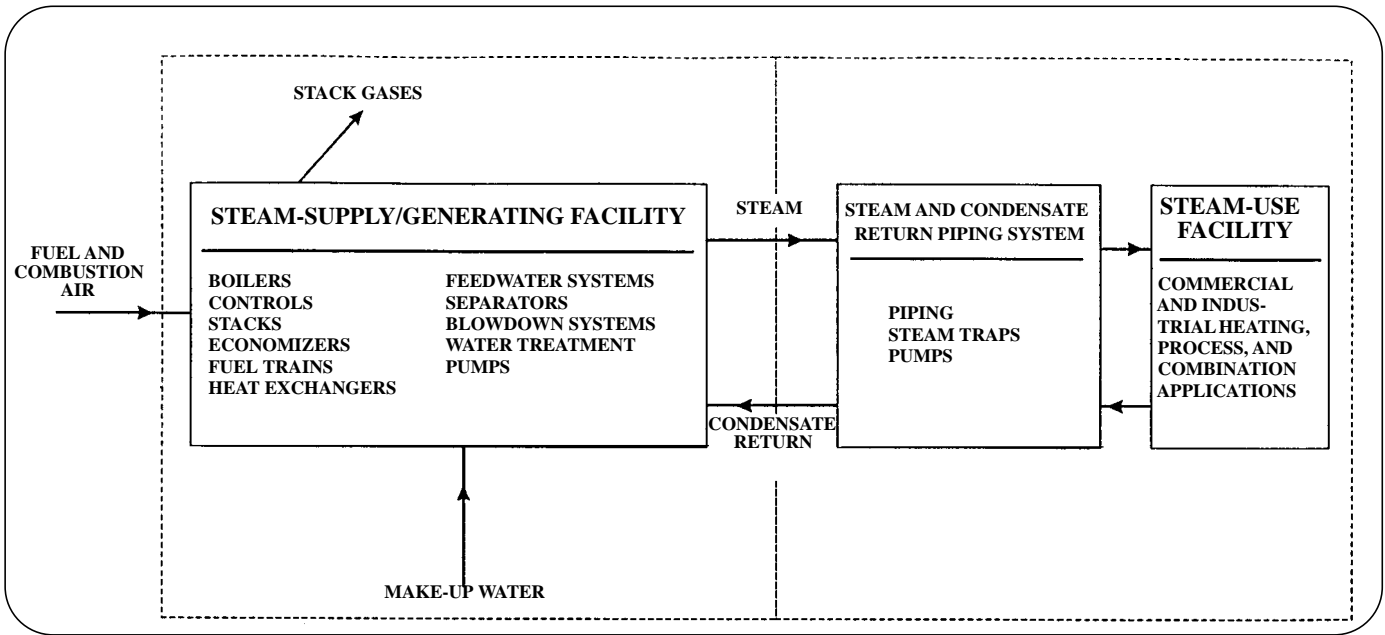 STACK GASES
FUEL AND
COMBUSTION
AIR
STEAM-SUPPLY/GENERATING FACILITY
BOILERS
CONTROLS
STACKS
ECONOMIZERS
FUEL TRAINS
HEAT EXCHANGERS
FEEDWATER SYSTEMS
SEPARATORS
BLOWDOWN SYSTEMS
WATER TREATMENT
PUMPS
MAKE-UP WATER
STEAM
CONDENSATE
RETURN
STEAM AND CONDENSATE
RETURN PIPING SYSTEM
PIPING
STEAM TRAPS
PUMPS
STEAM-USE
FACILITY
COMMERCIAL
AND INDUS-
TRIAL HEATING,
PROCESS, AND
COMBINATION
APPLICATIONS